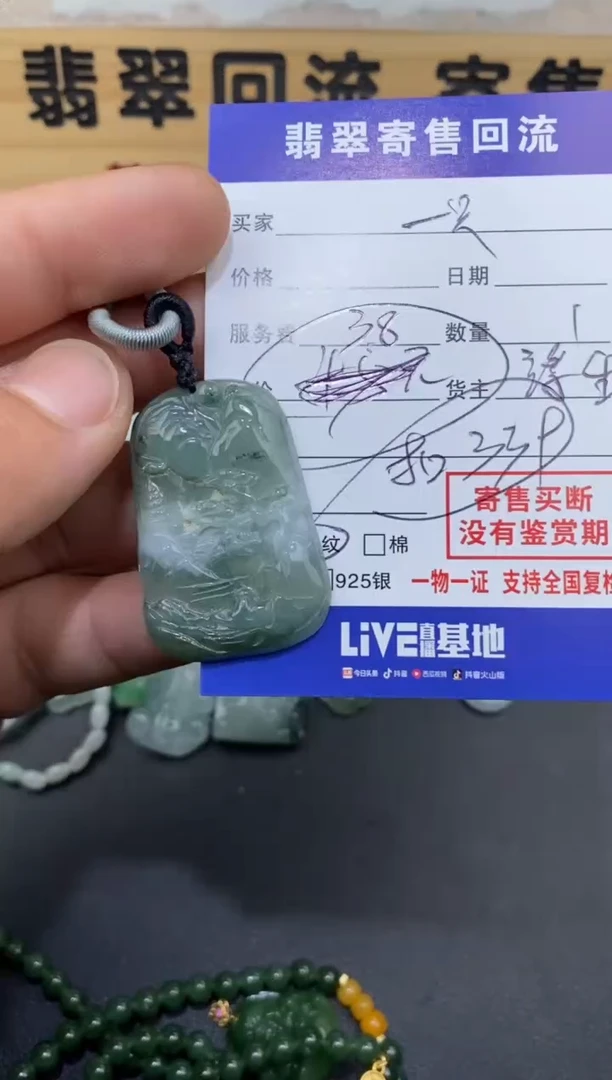 翡翠回流 寄售
翡翠寄售回流
买家
价格
日期
服务费 38
数量 1
价
货主
扣 339
寄售买断
没有鉴赏期
纹 棉
925银
一物一证 支持全国复检
LiVE直播基地
今日头条 抖音 西瓜视频 抖音火山版